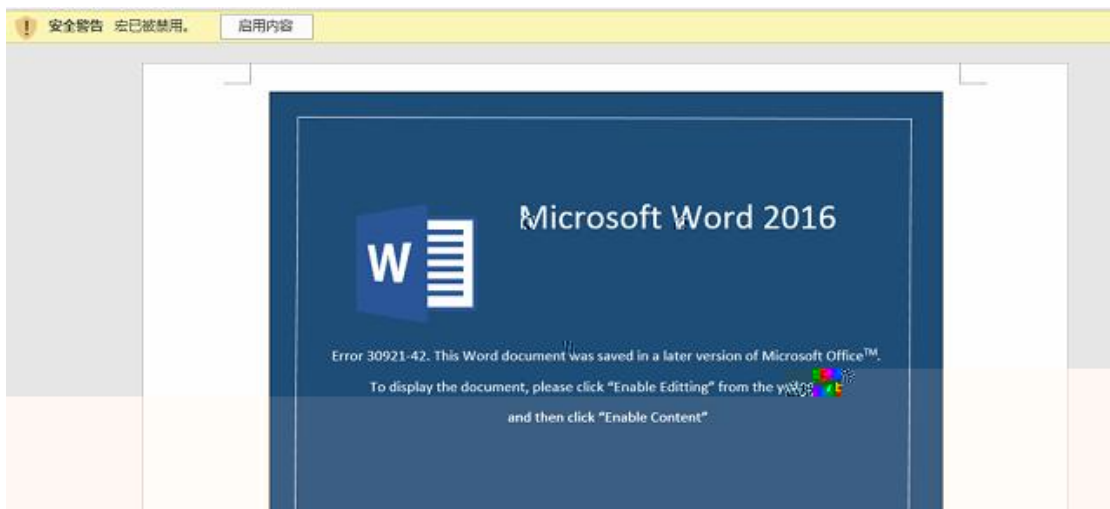 安全警告 宏已被禁用。 启用内容
Microsoft Word 2016
W
Error 30921-42. This Word document was saved in a later version of Microsoft Office™.
To display the document, please click “Enable Editting” from the
and then click “Enable Content”